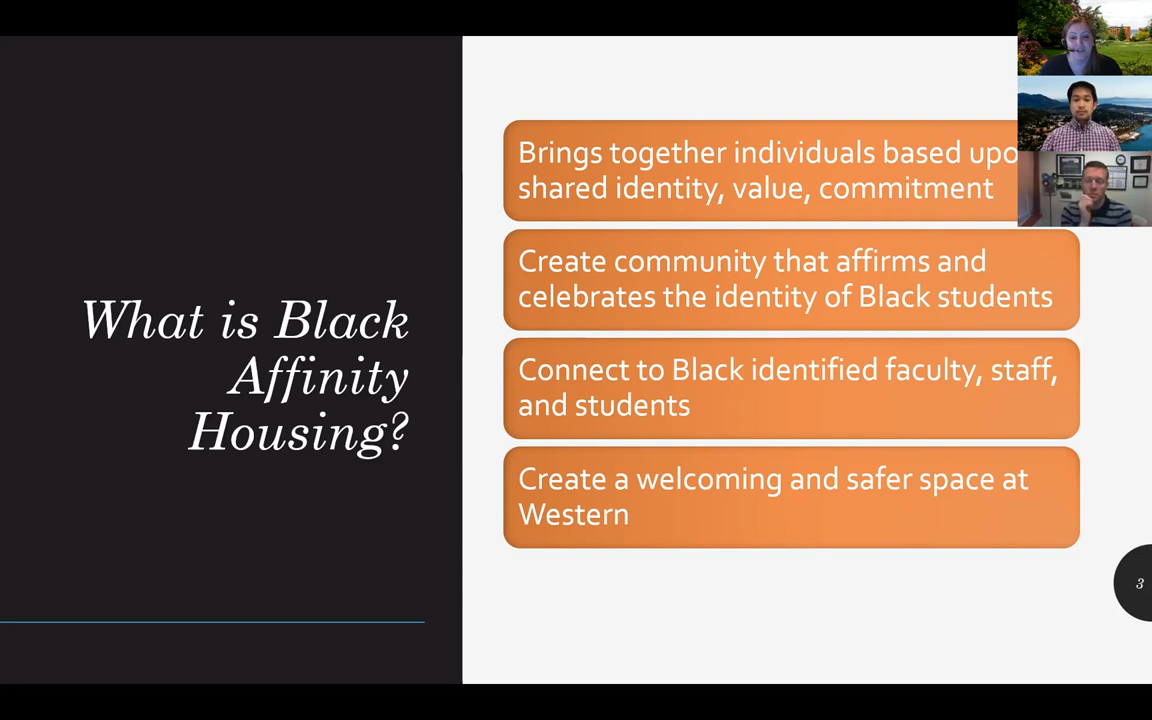 What is Black
Affinity
Housing?
Brings together individuals based upo
shared identity, value, commitment
Create community that affirms and
celebrates the identity of Black students
Connect to Black identified faculty, staff,
and students
Create a welcoming and safer space at
Western
3